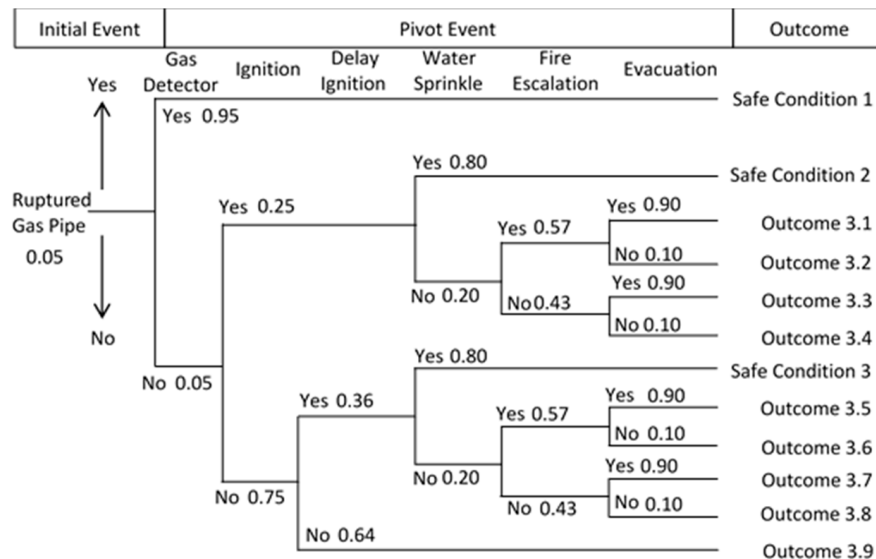 Initial Event Pivot Event Outcome
Gas Detector
Ignition
Delay Ignition
Water Sprinkle
Fire Escalation
Evacuation
Yes
Safe Condition 1
Yes 0.95
Yes 0.80
Safe Condition 2
Ruptured
Gas Pipe
0.05
Yes 0.25
Yes 0.90
Outcome 3.1
Yes 0.57
No 0.10
Outcome 3.2
Yes 0.90
No 0.20
No 0.43
Outcome 3.3
No 0.10
Outcome 3.4
No
Yes 0.80
No 0.05
Safe Condition 3
Yes 0.36
Yes 0.90
Outcome 3.5
Yes 0.57
No 0.10
Outcome 3.6
Yes 0.90
No 0.20
Outcome 3.7
No 0.75
No 0.43
No 0.10
Outcome 3.8
No 0.64
Outcome 3.9